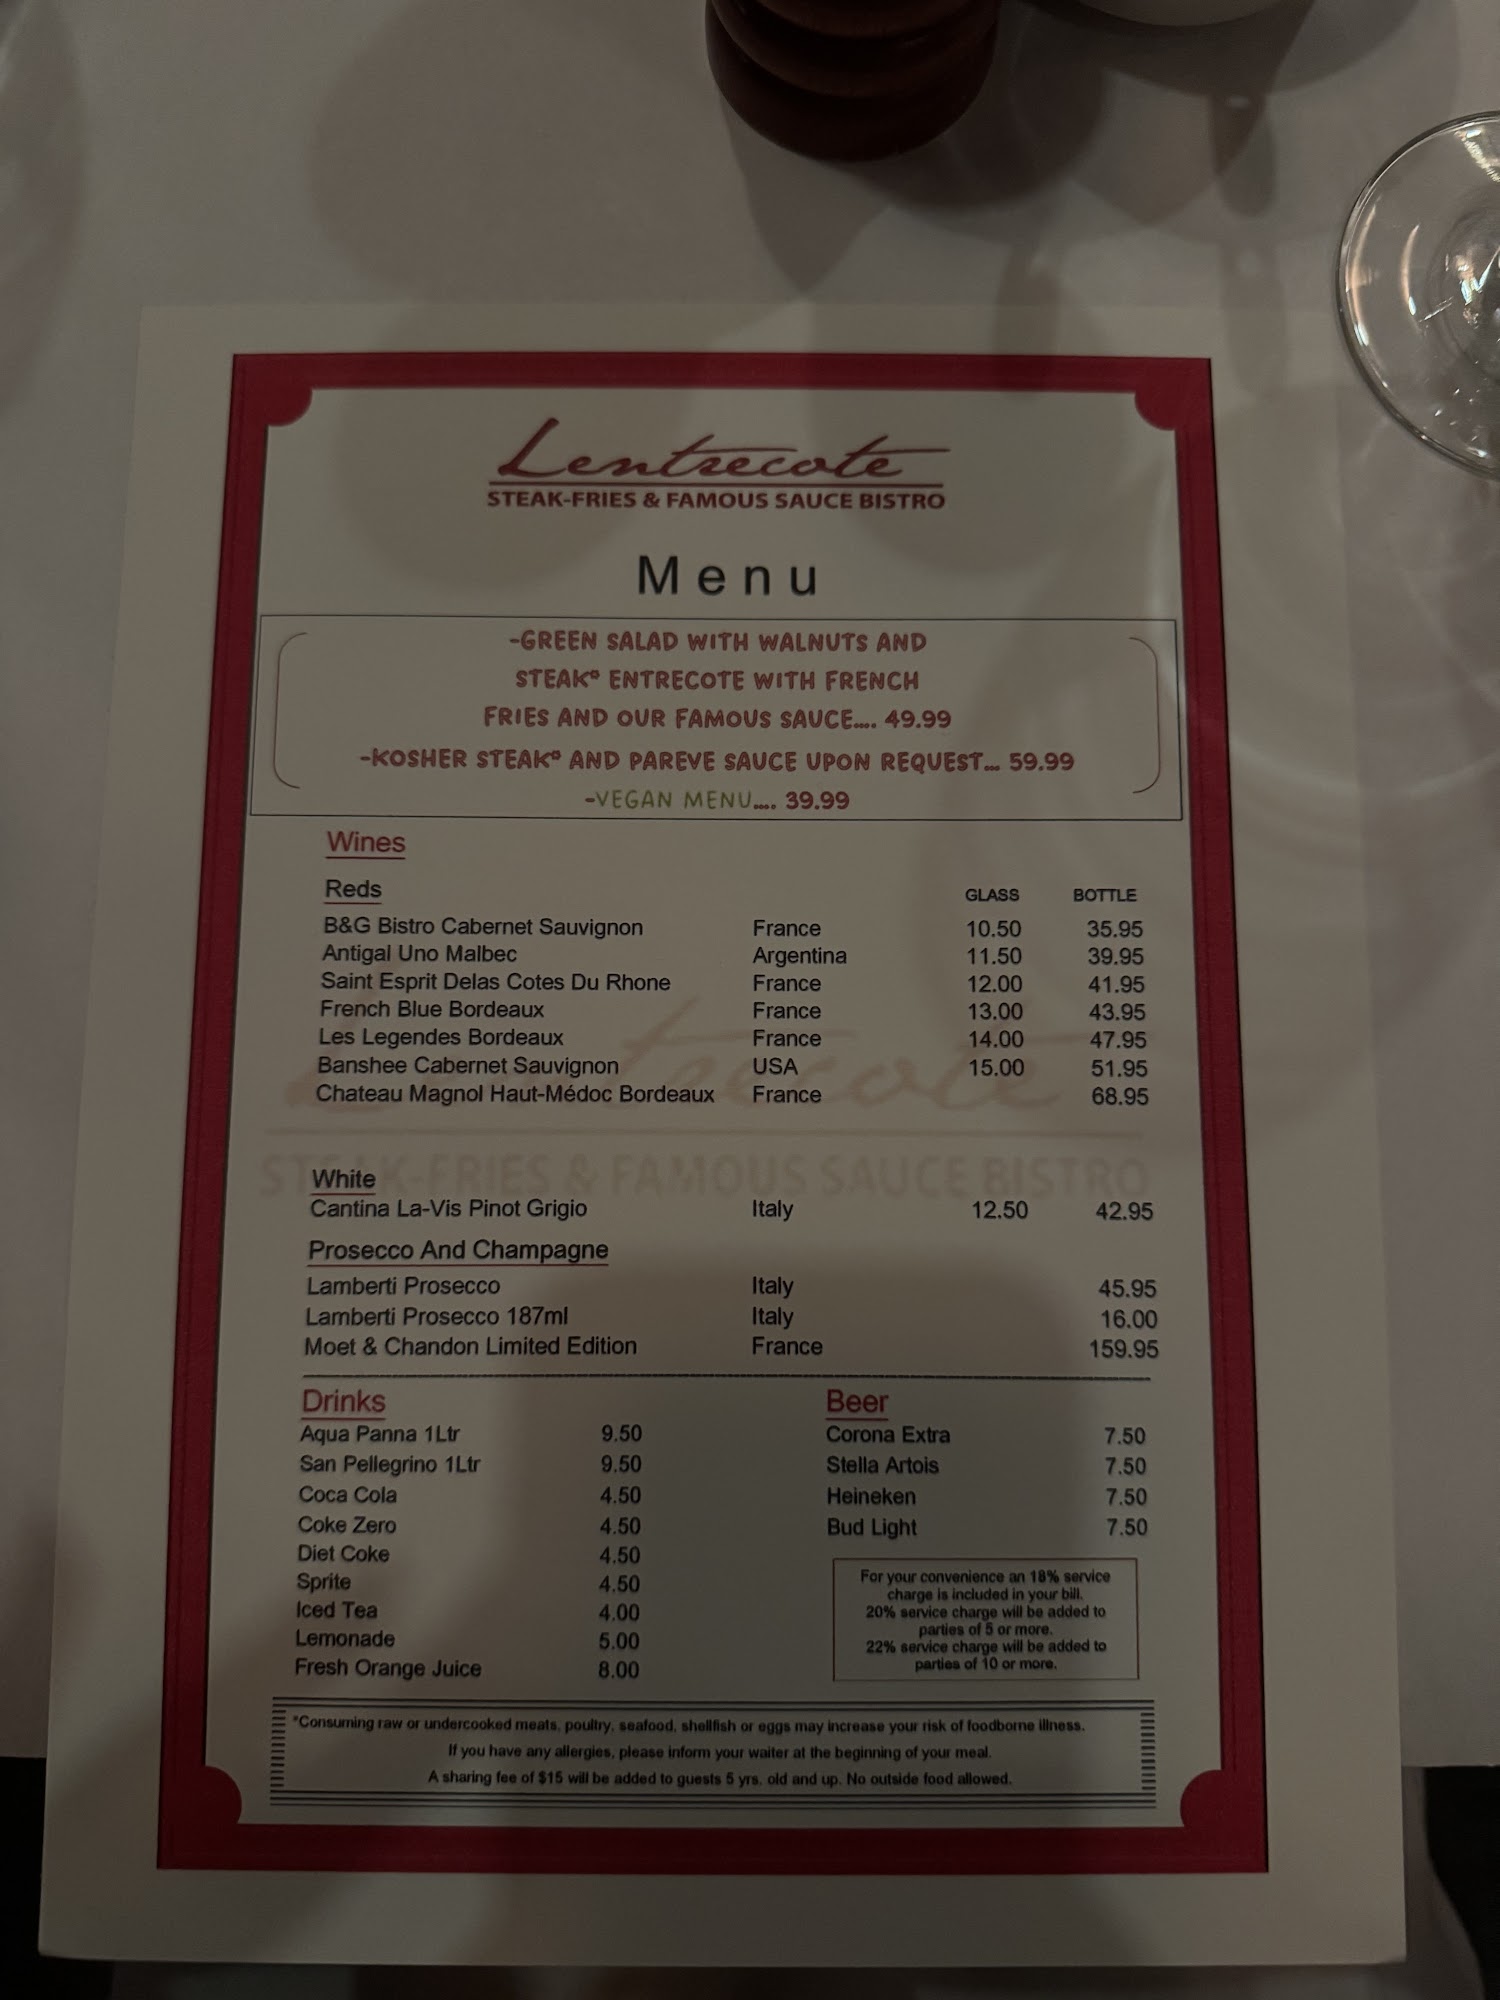 Lentrecote
STEAK-FRIES & FAMOUS SAUCE BISTRO
Menu
-GREEN SALAD WITH WALNUTS AND
STEAK* ENTRECOTE WITH FRENCH
FRIES AND OUR FAMOUS SAUCE.... 49.99
-KOSHER STEAK* AND PAREVE SAUCE UPON REQUEST... 59.99
-VEGAN MENU.... 39.99
Wines
Reds GLASS BOTTLE
B&G Bistro Cabernet Sauvignon France 10.50 35.95
Antigal Uno Malbec Argentina 11.50 39.95
Saint Esprit Delas Cotes Du Rhone France 12.00 41.95
French Blue Bordeaux France 13.00 43.95
Les Legendes Bordeaux France 14.00 47.95
Banshee Cabernet Sauvignon USA 15.00 51.95
Chateau Magnol Haut-Médoc Bordeaux France 68.95
Lentrecote
STEAK-FRIES & FAMOUS SAUCE BISTRO
White
Cantina La-Vis Pinot Grigio Italy 12.50 42.95
Prosecco And Champagne
Lamberti Prosecco Italy 45.95
Lamberti Prosecco 187ml Italy 16.00
Moet & Chandon Limited Edition France 159.95
Drinks
Aqua Panna 1Ltr 9.50
San Pellegrino 1Ltr 9.50
Coca Cola 4.50
Coke Zero 4.50
Diet Coke 4.50
Sprite 4.50
Iced Tea 4.00
Lemonade 5.00
Fresh Orange Juice 8.00
Beer
Corona Extra 7.50
Stella Artois 7.50
Heineken 7.50
Bud Light 7.50
For your convenience an 18% service
charge is included in your bill.
20% service charge will be added to
parties of 5 or more.
22% service charge will be added to
parties of 10 or more.
*Consuming raw or undercooked meats, poultry, seafood, shellfish or eggs may increase your risk of foodborne illness.
If you have any allergies, please inform your waiter at the beginning of your meal.
A sharing fee of $15 will be added to guests 5 yrs. old and up. No outside food allowed.